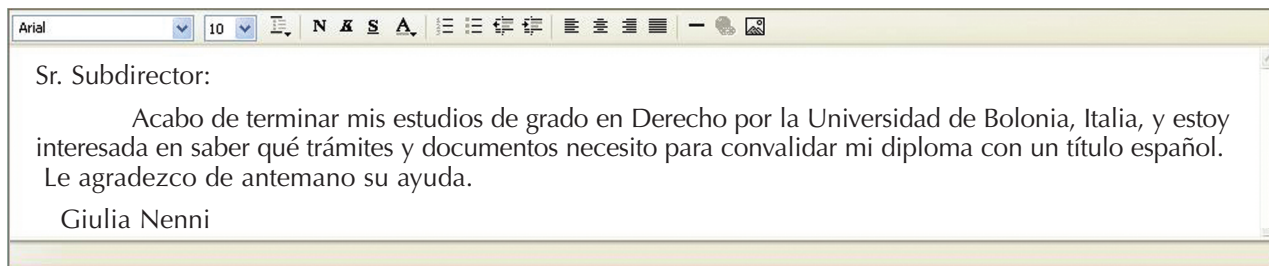 Arial 10 N K S A
Sr. Subdirector:
Acabo de terminar mis estudios de grado en Derecho por la Universidad de Bolonia, Italia, y estoy
interesada en saber qué trámites y documentos necesito para convalidar mi diploma con un título español.
Le agradezco de antemano su ayuda.
Giulia Nenni